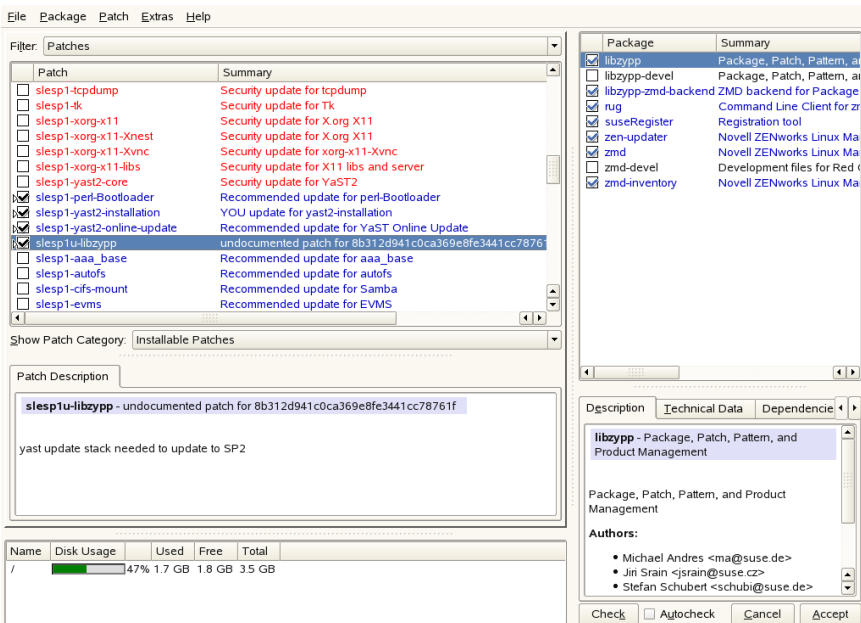 File Package Patch Extras Help
Filter: Patches
Patch Summary
slesp1-tcpdump Security update for tcpdump
slesp1-tk Security update for Tk
slesp1-xorg-x11 Security update for X.org X11
slesp1-xorg-x11-Xnest Security update for X.org X11
slesp1-xorg-x11-Xvnc Security update for xorg-x11-Xvnc
slesp1-xorg-x11-libs Security update for X11 libs and server
slesp1-yast2-core Security update for YaST2
slesp1-perl-Bootloader Recommended update for perl-Bootloader
slesp1-yast2-installation YOU update for yast2-installation
slesp1-yast2-online-update Recommended update for YaST Online Update
slesp1u-libzypp undocumented patch for 8b312d941c0ca369e8fe3441cc78761
slesp1-aaa_base Recommended update for aaa_base
slesp1-autofs Recommended update for autofs
slesp1-cifs-mount Recommended update for Samba
slesp1-evms Recommended update for EVMS
Show Patch Category: Installable Patches
Patch Description
slesp1u-libzypp - undocumented patch for 8b312d941c0ca369e8fe3441cc78761f
yast update stack needed to update to SP2
Name Disk Usage Used Free Total
/ 47% 1.7 GB 1.8 GB 3.5 GB
Package Summary
libzypp Package, Patch, Pattern, a
libzypp-devel Package, Patch, Pattern, a
libzypp-zmd-backend ZMD backend for Package
rug Command Line Client for z
suseRegister Registration tool
zen-updater Novell ZENworks Linux Ma
zmd Novell ZENworks Linux Ma
zmd-devel Development files for Red
zmd-inventory Novell ZENworks Linux Ma
Description Technical Data Dependencie
libzypp - Package, Patch, Pattern, and
Product Management
Package, Patch, Pattern, and Product
Management
Authors:
• Michael Andres <ma@suse.de>
• Jiri Srain <jsrain@suse.cz>
• Stefan Schubert <schubi@suse.de>
Check Autocheck Cancel Accept